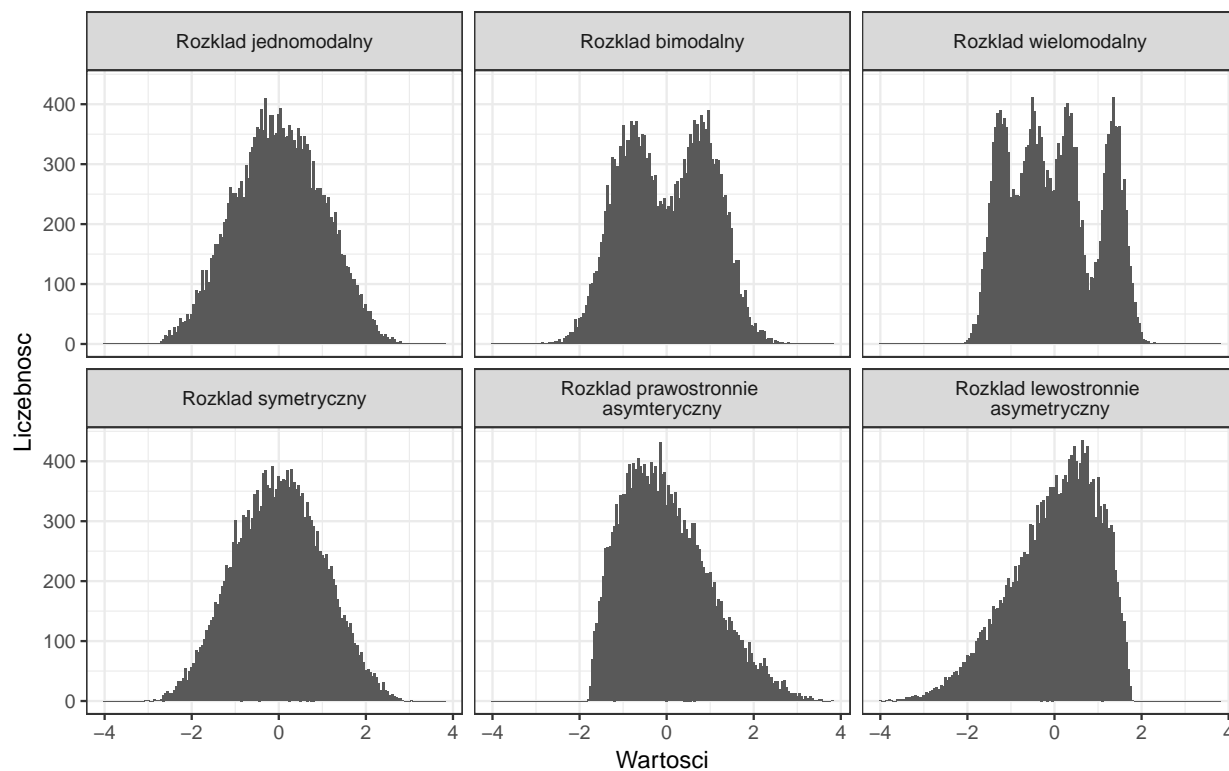 Rozklad jednomodalny
Rozklad bimodalny
Rozklad wielomodalny
400
300
200
100
0
Rozklad symetryczny
Rozklad prawostronnie
asymteryczny
Rozklad lewostronnie
asymetryczny
400
300
200
100
0
−4 −2 0 2 4
−4 −2 0 2 4
−4 −2 0 2 4
Liczebnosc
Wartosci